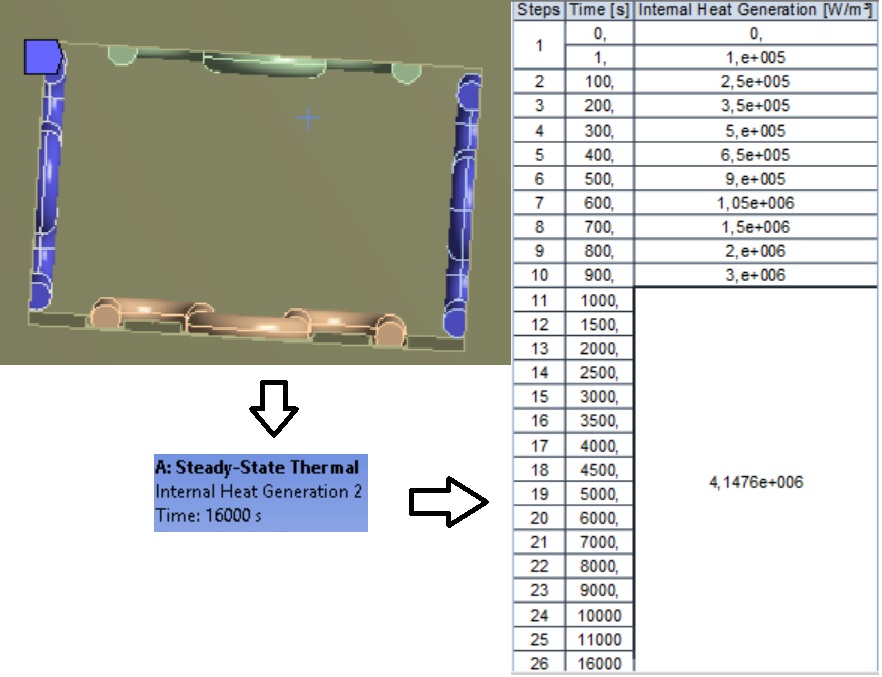 Steps Time [s] Internal Heat Generation [W/m³]
1 0, 0,
1, 1,e+005
2 100, 2,5e+005
3 200, 3,5e+005
4 300, 5,e+005
5 400, 6,5e+005
6 500, 9,e+005
7 600, 1,05e+006
8 700, 1,5e+006
9 800, 2,e+006
10 900, 3,e+006
11 1000,
12 1500,
13 2000,
14 2500,
15 3000,
16 3500,
17 4000,
18 4500, 4,1476e+006
19 5000,
20 6000,
21 7000,
22 8000,
23 9000,
24 10000
25 11000
26 16000
A: Steady-State Thermal
Internal Heat Generation 2
Time: 16000 s